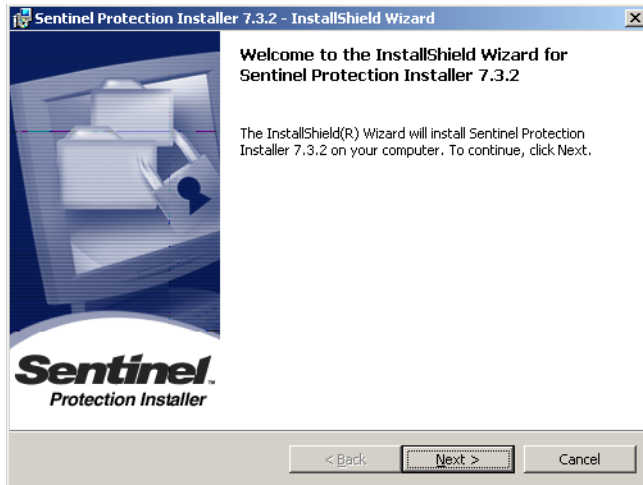 Sentinel Protection Installer 7.3.2 - InstallShield Wizard
Welcome to the InstallShield Wizard for
Sentinel Protection Installer 7.3.2
The InstallShield(R) Wizard will install Sentinel Protection
Installer 7.3.2 on your computer. To continue, click Next.
Sentinel™
Protection Installer
< Back
Next >
Cancel